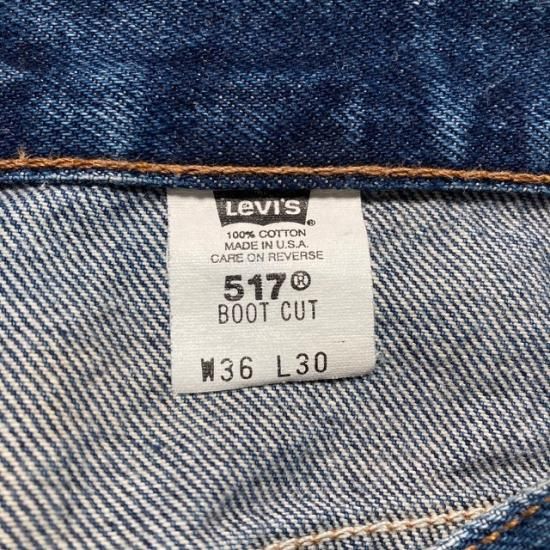 LEVI'S ®
100% COTTON
MADE IN U.S.A.
CARE ON REVERSE
517®
BOOT CUT
W36 L30